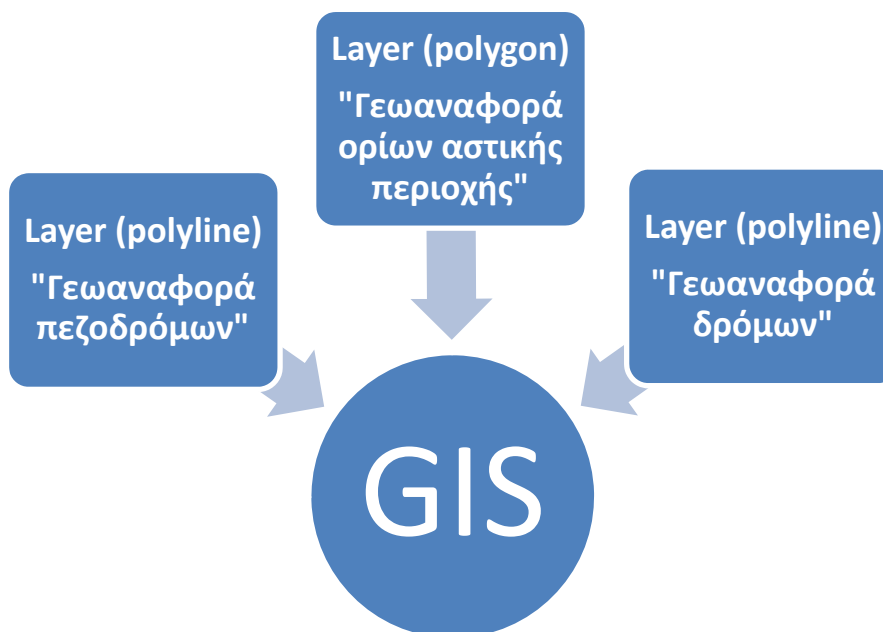 Layer (polygon)
"Γεωαναφορά
ορίων αστικής
περιοχής"
Layer (polyline)
"Γεωαναφορά
πεζοδρόμων"
Layer (polyline)
"Γεωαναφορά
δρόμων"
GIS